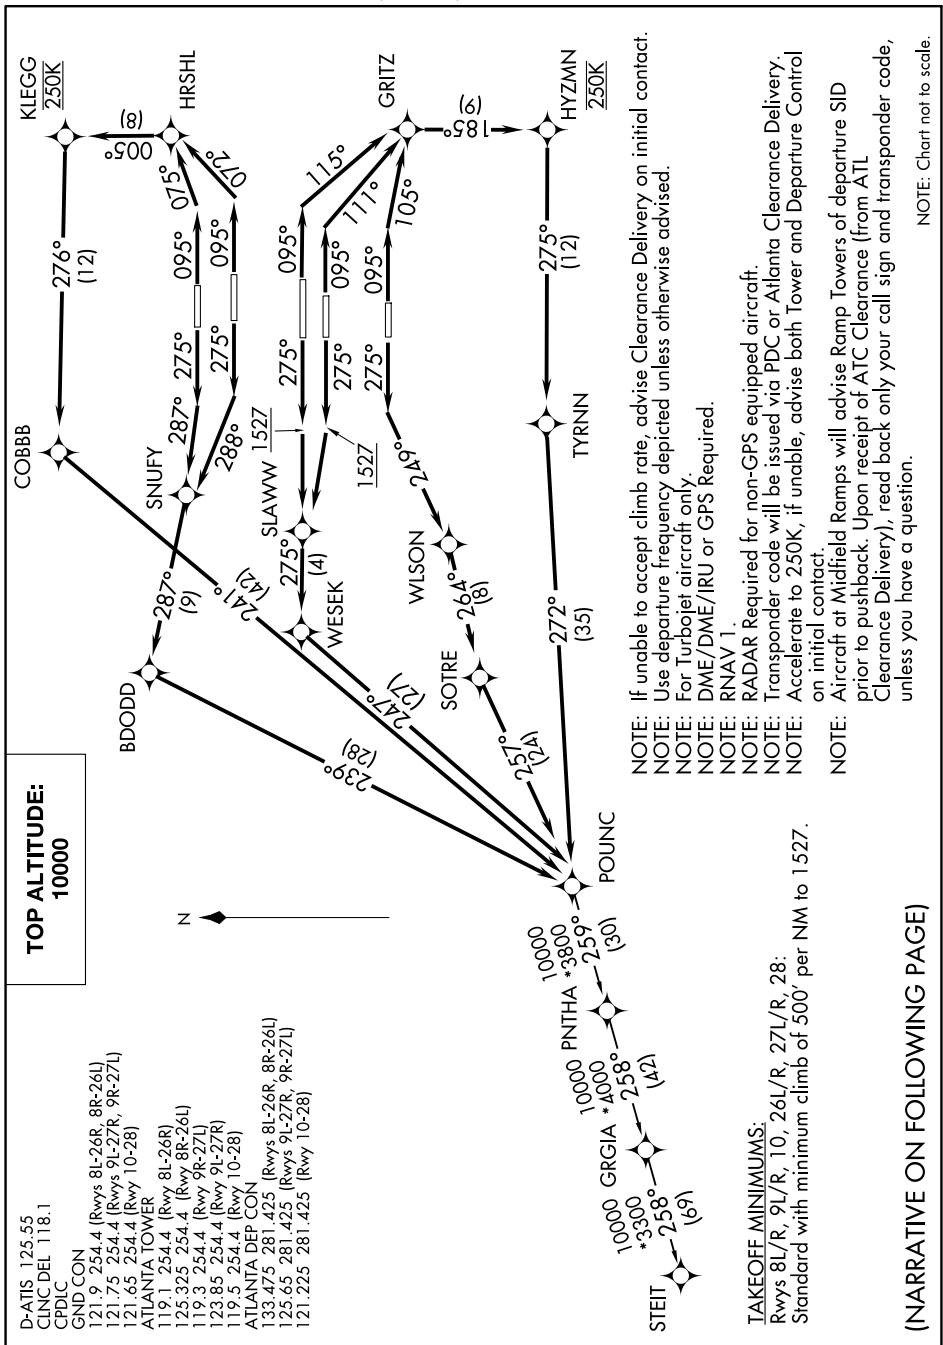 D-ATIS 125.55
CLNC DEL 118.1
CPDLC
GND CON
121.9 254.4 (Rwys 8L-26R, 8R-26L)
121.75 254.4 (Rwys 9L-27R, 9R-27L)
121.65 254.4 (Rwy 10-28)
ATLANTA TOWER
119.1 254.4 (Rwy 8L-26R)
125.325 254.4 (Rwy 8R-26L)
119.3 254.4 (Rwy 9R-27L)
123.85 254.4 (Rwy 9L-27R)
119.5 254.4 (Rwy 10-28)
ATLANTA DEP CON
133.475 281.425 (Rwys 8L-26R, 8R-26L)
125.65 281.425 (Rwys 9L-27R, 9R-27L)
121.225 281.425 (Rwy 10-28)
TOP ALTITUDE:
10000
N
COBBB
276°
(12)
KLEGG
250K
005°
(8)
HRSHL
BDODD
287°
(9)
SNUFY
287°
275°
095°
075°
288°
275°
095°
072°
241°
(42)
239°
(28)
WESEK
275°
(4)
SLAWW
1527
275°
095°
115°
1527
275°
095°
111°
247°
(27)
GRITZ
185°
(9)
275°
095°
105°
249°
WLSON
264°
(8)
SOTRE
257°
(24)
HYZMN
250K
275°
(12)
TYRNN
272°
(35)
POUNC
10000
*3800
259°
(30)
PNTHA
10000
*4000
258°
(42)
GRGIA
10000
*3300
258°
(69)
STEIT
NOTE: If unable to accept climb rate, advise Clearance Delivery on initial contact.
NOTE: Use departure frequency depicted unless otherwise advised.
NOTE: For Turbojet aircraft only.
NOTE: DME/DME/IRU or GPS Required.
NOTE: RNAV 1.
NOTE: RADAR Required for non-GPS equipped aircraft.
NOTE: Transponder code will be issued via PDC or Atlanta Clearance Delivery.
NOTE: Accelerate to 250K, if unable, advise both Tower and Departure Control
on initial contact.
NOTE: Aircraft at Midfield Ramps will advise Ramp Towers of departure SID
prior to pushback. Upon receipt of ATC Clearance (from ATL
Clearance Delivery), read back only your call sign and transponder code,
unless you have a question.
NOTE: Chart not to scale.
TAKEOFF MINIMUMS:
Rwys 8L/R, 9L/R, 10, 26L/R, 27L/R, 28:
Standard with minimum climb of 500' per NM to 1527.
(NARRATIVE ON FOLLOWING PAGE)